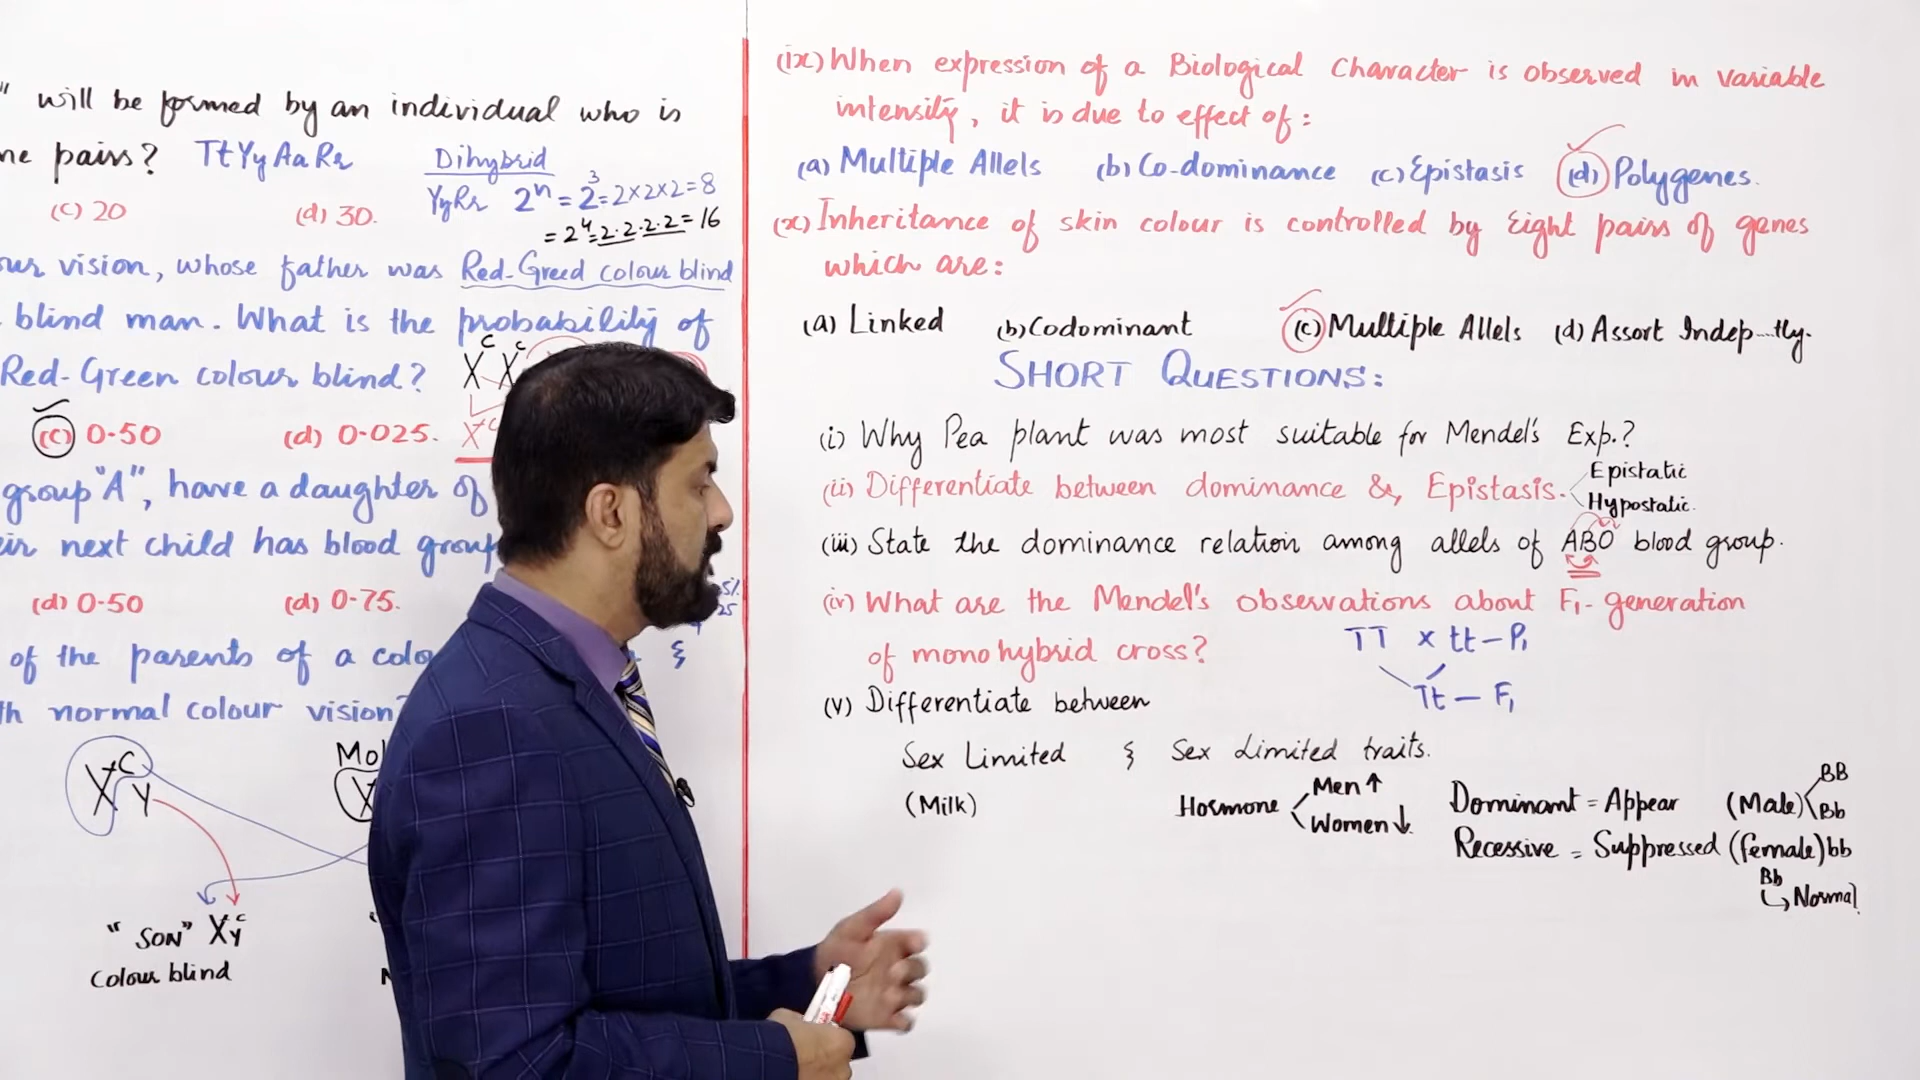 " will be formed by an individual who is
ne pairs? TtYyAaRr
Dihybrid
YyRr 2ⁿ = 2³ = 2×2×2 = 8
= 2⁴ = 2·2·2·2 = 16
(c) 20 (d) 30.
our vision, whose father was Red-Greed colour blind
blind man. What is the probability of
Red-Green colour blind?
(c) 0-50 (d) 0-025.
group "A", have a daughter of
eir next child has blood group
(d) 0-50 (d) 0-75.
of the parents of a colo
th normal colour vision?
"SON"
Colour blind
(ix) When expression of a Biological Character is observed in variable
intensity, it is due to effect of:
(a) Multiple Allels (b) Co-dominance (c) Epistasis (d) Polygenes.
(x) Inheritance of skin colour is controlled by Eight pairs of genes
which are:
(a) Linked (b) Codominant (c) Multiple Allels (d) Assort Indep...tly.
SHORT QUESTIONS:
(i) Why Pea plant was most suitable for Mendel's Exp.?
(ii) Differentiate between dominance &, Epistasis.
Epistatic
Hypostatic.
(iii) State the dominance relation among allels of ABO blood group.
(iv) What are the Mendel's observations about F₁-generation
of monohybrid cross?
TT × tt – P₁
Tt – F₁
(v) Differentiate between
Sex Limited & Sex Limited traits.
(Milk)
Hormone
Men ↑
Women ↓
Dominant = Appear (Male)
BB
Bb
Recessive = Suppressed (female) bb
Bb
↳ Normal.